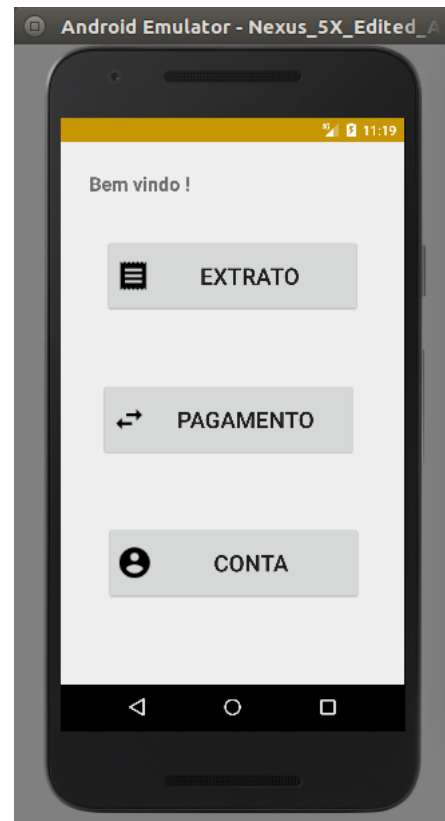 Android Emulator - Nexus_5X_Edited_A
11:19
Bem vindo !
EXTRATO
PAGAMENTO
CONTA